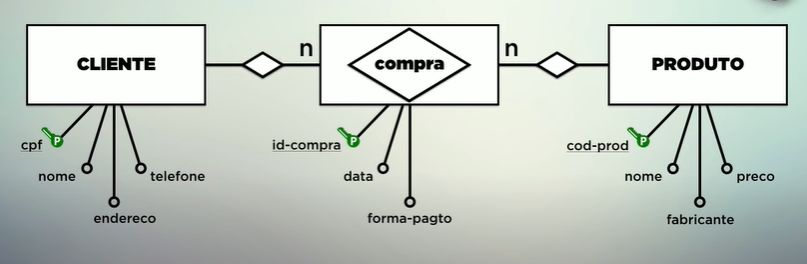 CLIENTE
n
compra
n
PRODUTO
cpf
P
nome
endereco
telefone
id-compra
P
data
forma-pagto
cod-prod
P
nome
fabricante
preco